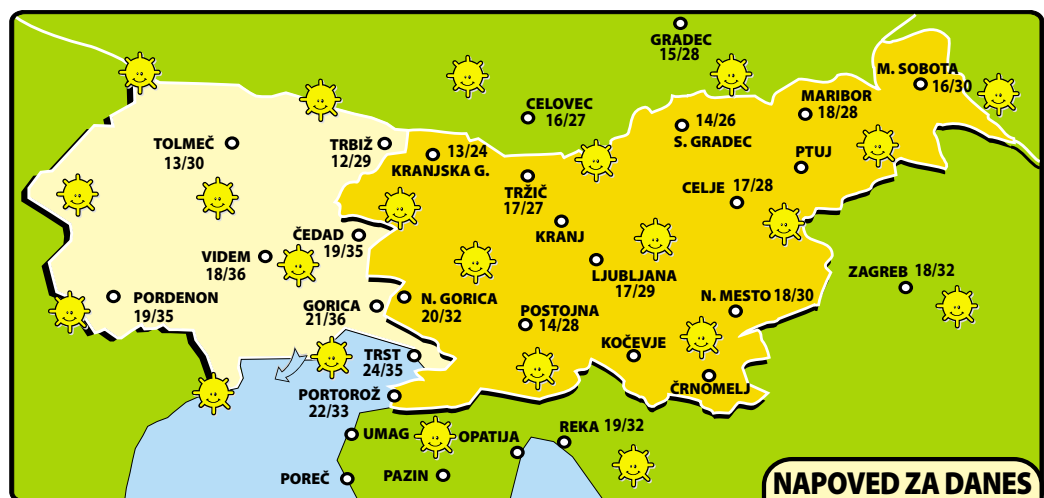 GRADEC
15/28
M. SOBOTA
16/30
CELOVEC
16/27
MARIBOR
18/28
14/26
S. GRADEC
TOLMEČ
13/30
TRBIŽ
12/29
13/24
KRANJSKA G.
PTUJ
TRŽIČ
17/27
CELJE 17/28
KRANJ
ČEDAD
19/35
VIDEM
18/36
LJUBLJANA
17/29
ZAGREB 18/32
PORDENON
19/35
GORICA
21/36
N. GORICA
20/32
POSTOJNA
14/28
N. MESTO 18/30
KOČEVJE
TRST
24/35
ČRNOMELJ
PORTOROŽ
22/33
UMAG
OPATIJA
REKA 19/32
POREČ
PAZIN
NAPOVED ZA DANES